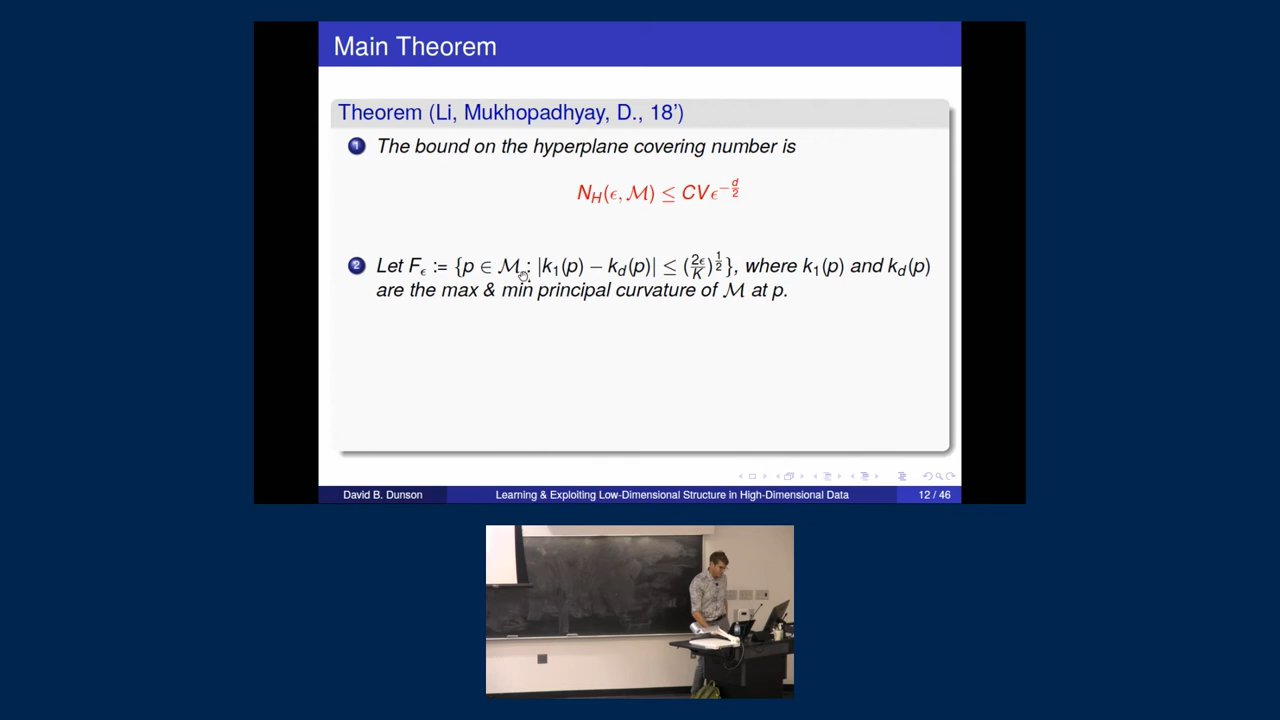 Main Theorem
Theorem (Li, Mukhopadhyay, D., 18')
1 The bound on the hyperplane covering number is
N_H(ϵ, ℳ) ≤ CVϵ^{-d/2}
2 Let F_ϵ := {p ∈ ℳ : |k_1(p) − k_d(p)| ≤ (2ϵ/K)^{1/2}}, where k_1(p) and k_d(p)
are the max & min principal curvature of ℳ at p.
David B. Dunson
Learning & Exploiting Low-Dimensional Structure in High-Dimensional Data
12 / 46